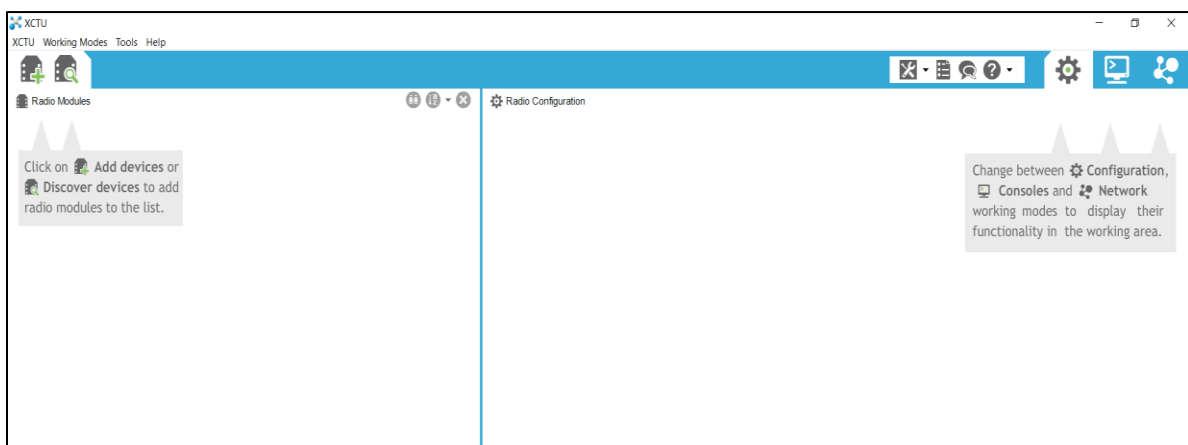 XCTU
XCTU Working Modes Tools Help
Radio Modules
Radio Configuration
Click on Add devices or
Discover devices to add
radio modules to the list.
Change between Configuration,
Consoles and Network
working modes to display their
functionality in the working area.